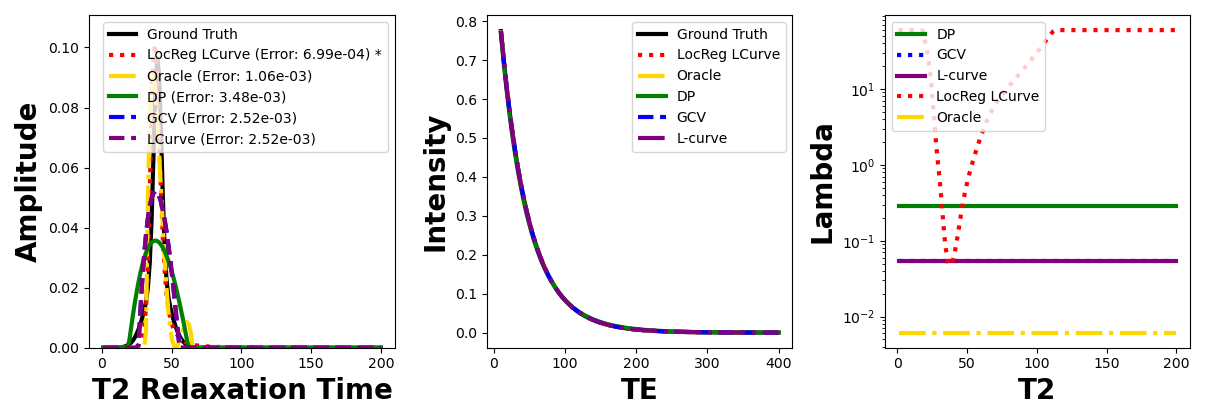 Amplitude
0.10
0.08
0.06
0.04
0.02
0.00
Ground Truth
LocReg LCurve (Error: 6.99e-04) *
Oracle (Error: 1.06e-03)
DP (Error: 3.48e-03)
GCV (Error: 2.52e-03)
LCurve (Error: 2.52e-03)
0 50 100 150 200
T2 Relaxation Time
Intensity
0.8
0.7
0.6
0.5
0.4
0.3
0.2
0.1
0.0
Ground Truth
LocReg LCurve
Oracle
DP
GCV
L-curve
0 100 200 300 400
TE
Lambda
10^1
10^0
10^-1
10^-2
DP
GCV
L-curve
LocReg LCurve
Oracle
0 50 100 150 200
T2